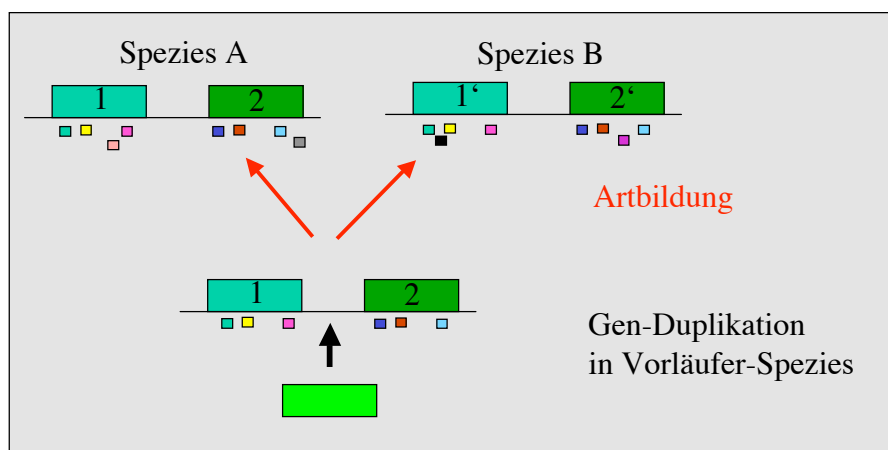 Spezies A
Spezies B
1
2
1‘
2‘
Artbildung
1
2
Gen-Duplikation
in Vorläufer-Spezies